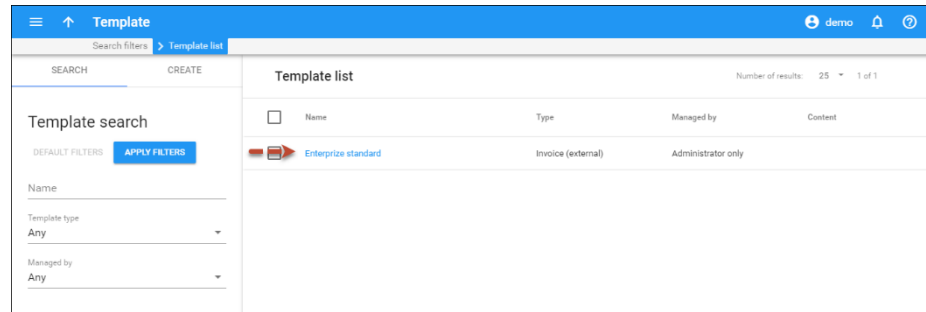 Template
demo
Search filters
Template list
SEARCH
CREATE
Template list
Number of results: 25
1 of 1
Template search
DEFAULT FILTERS
APPLY FILTERS
Name
Template type
Any
Managed by
Any
Name
Type
Managed by
Content
Enterprize standard
Invoice (external)
Administrator only